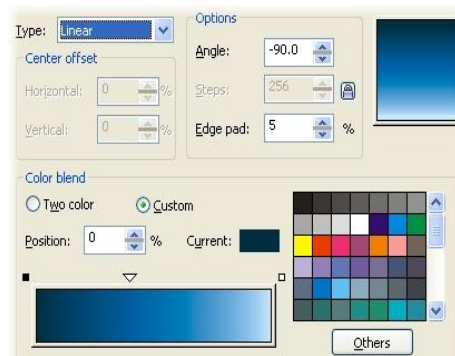 Type: Linear
Options
Angle: -90.0
Steps: 256
Edge pad: 5 %
Center offset
Horizontal: 0 %
Vertical: 0 %
Color blend
Two color Custom
Position: 0 % Current:
Others